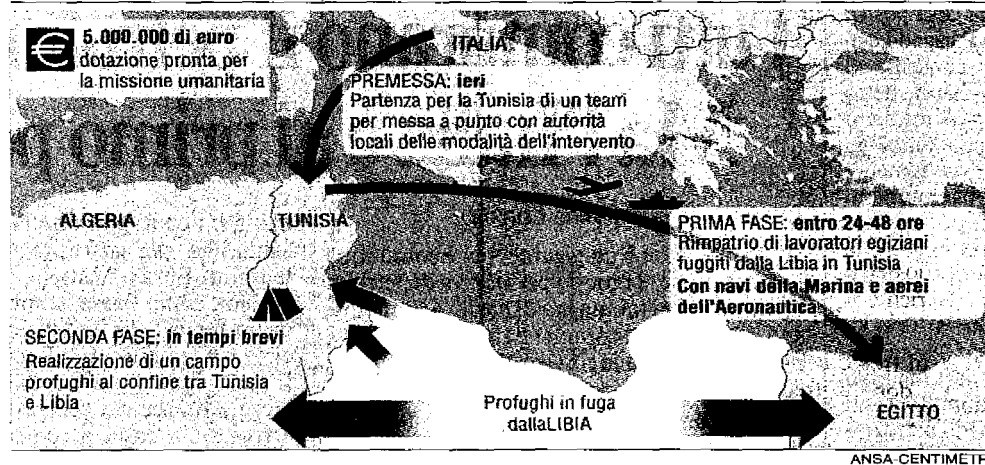 € 5.000.000 di euro
dotazione pronta per
la missione umanitaria
ITALIA
PREMESSA: ieri
Partenza per la Tunisia di un team
per messa a punto con autorità
locali delle modalità dell'intervento
ALGERIA
TUNISIA
PRIMA FASE: entro 24-48 ore
Rimpatrio di lavoratori egiziani
fuggiti dalla Libia in Tunisia
Con navi della Marina e aerei
dell'Aeronautica
SECONDA FASE: in tempi brevi
Realizzazione di un campo
profughi al confine tra Tunisia
e Libia
Profughi in fuga
dallaLIBIA
EGITTO
ANSA-CENTIMETR